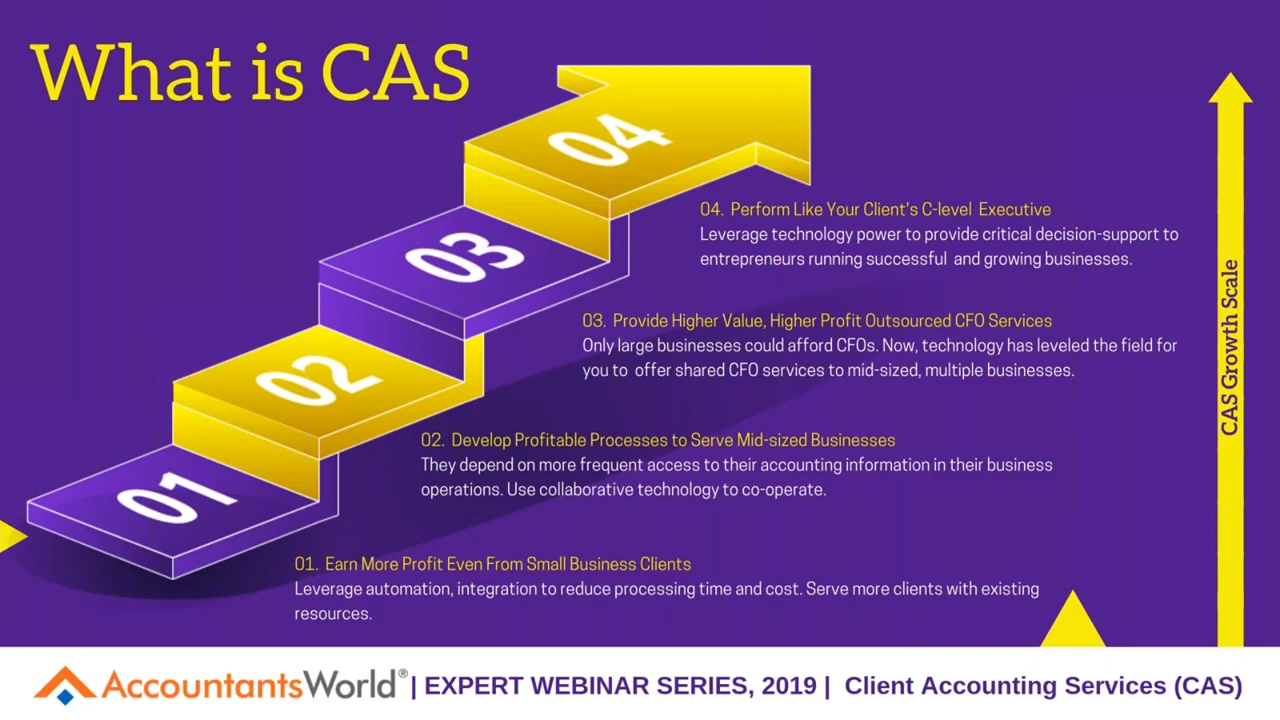 What is CAS
04
04. Perform Like Your Client's C-level Executive
Leverage technology power to provide critical decision-support to
entrepreneurs running successful and growing businesses.
03
03. Provide Higher Value, Higher Profit Outsourced CFO Services
Only large businesses could afford CFOs. Now, technology has leveled the field for
you to offer shared CFO services to mid-sized, multiple businesses.
02
02. Develop Profitable Processes to Serve Mid-sized Businesses
They depend on more frequent access to their accounting information in their business
operations. Use collaborative technology to co-operate.
01
01. Earn More Profit Even From Small Business Clients
Leverage automation, integration to reduce processing time and cost. Serve more clients with existing
resources.
CAS Growth Scale
AccountantsWorld® | EXPERT WEBINAR SERIES, 2019 | Client Accounting Services (CAS)